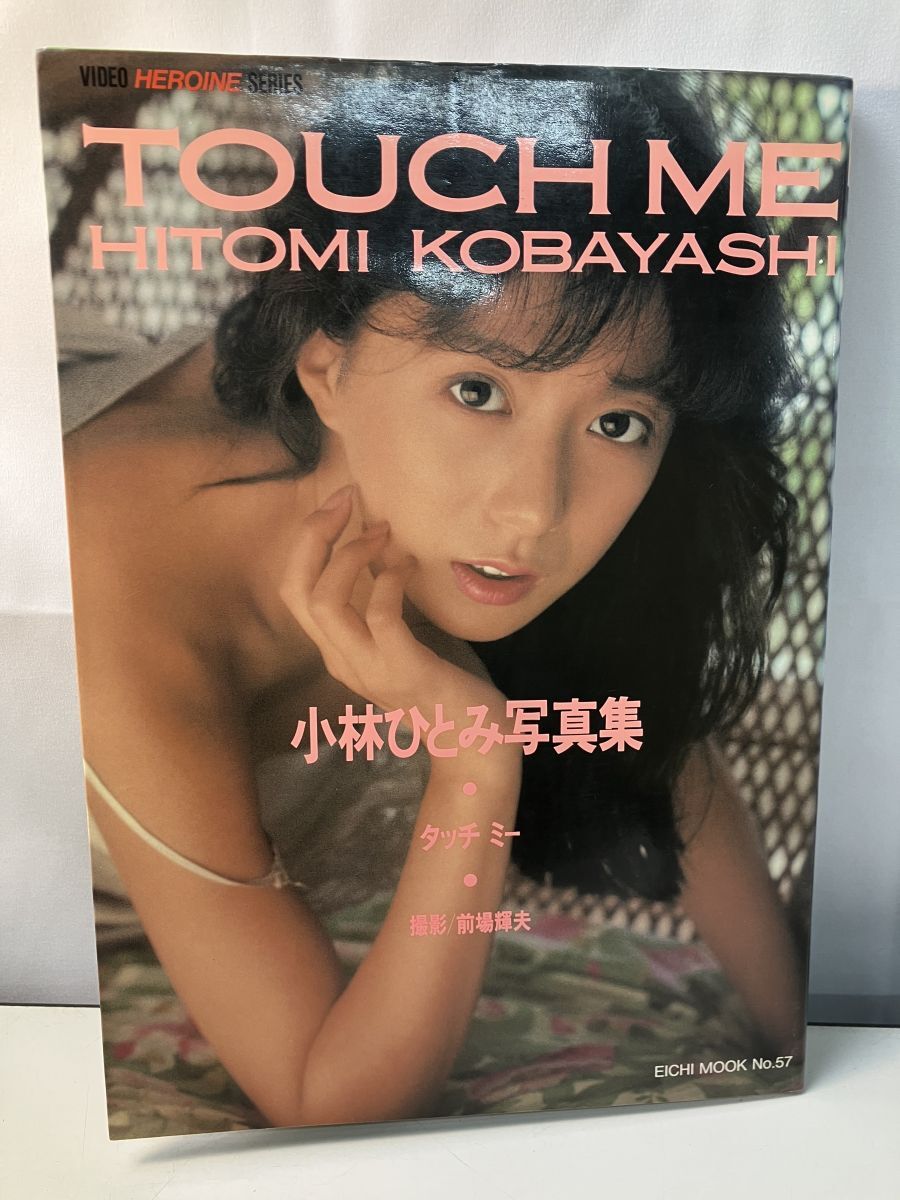 VIDEO HEROINE SERIES
TOUCH ME
HITOMI KOBAYASHI
小林ひとみ写真集
タッチ ミー
撮影/前場輝夫
EICHI MOOK No.57